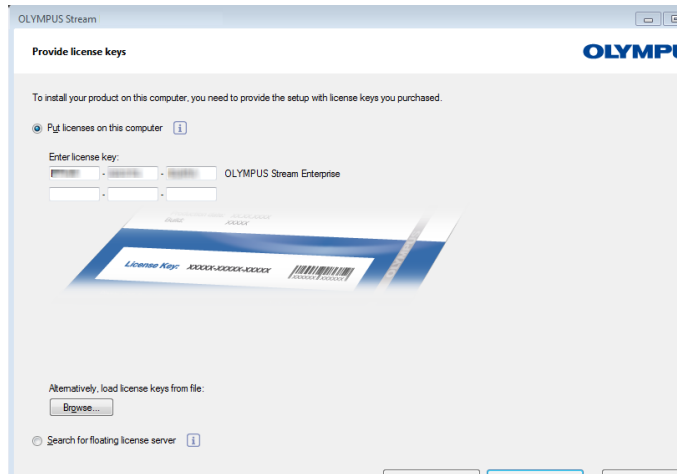 OLYMPUS Stream
Provide license keys
OLYMPU
To install your product on this computer, you need to provide the setup with license keys you purchased.
Put licenses on this computer
Enter license key:
- - OLYMPUS Stream Enterprise
- -
XXXXX
License Key: XXXXX-XXXXX-XXXXX
Alternatively, load license keys from file:
Browse...
Search for floating license server